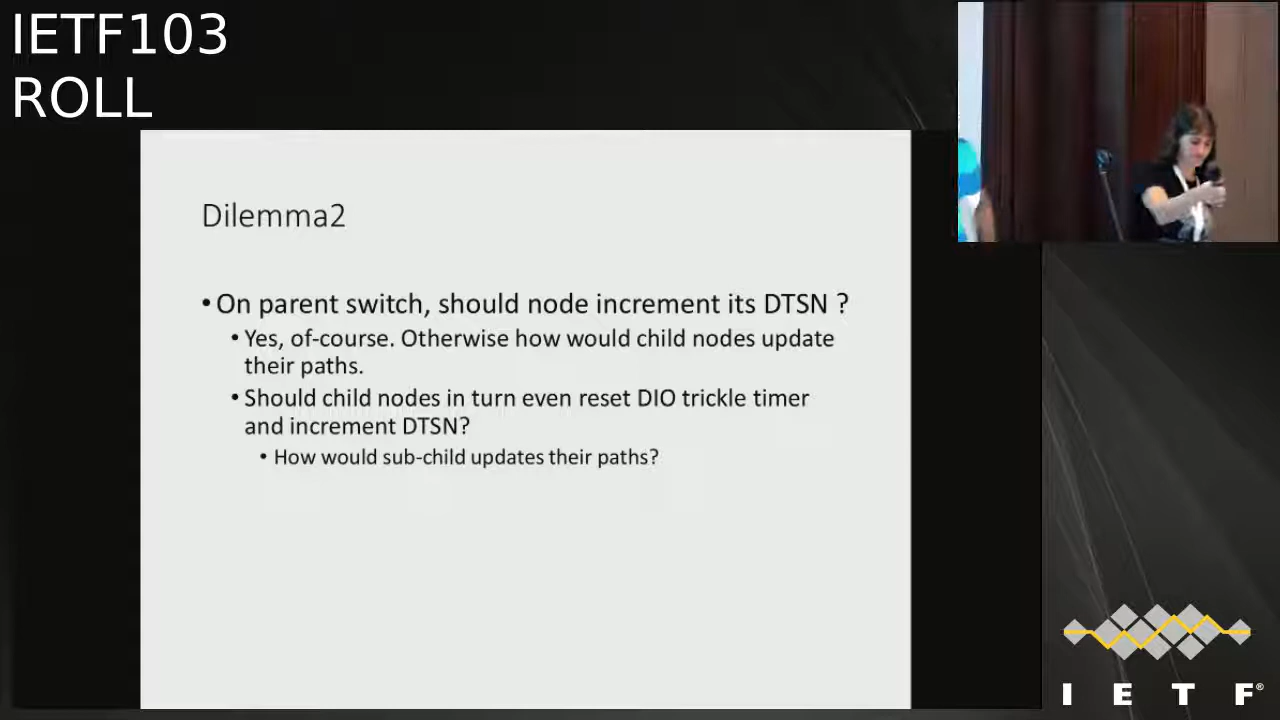 IETF103
ROLL
Dilemma2
• On parent switch, should node increment its DTSN ?
• Yes, of-course. Otherwise how would child nodes update
their paths.
• Should child nodes in turn even reset DIO trickle timer
and increment DTSN?
• How would sub-child updates their paths?
I E T F®